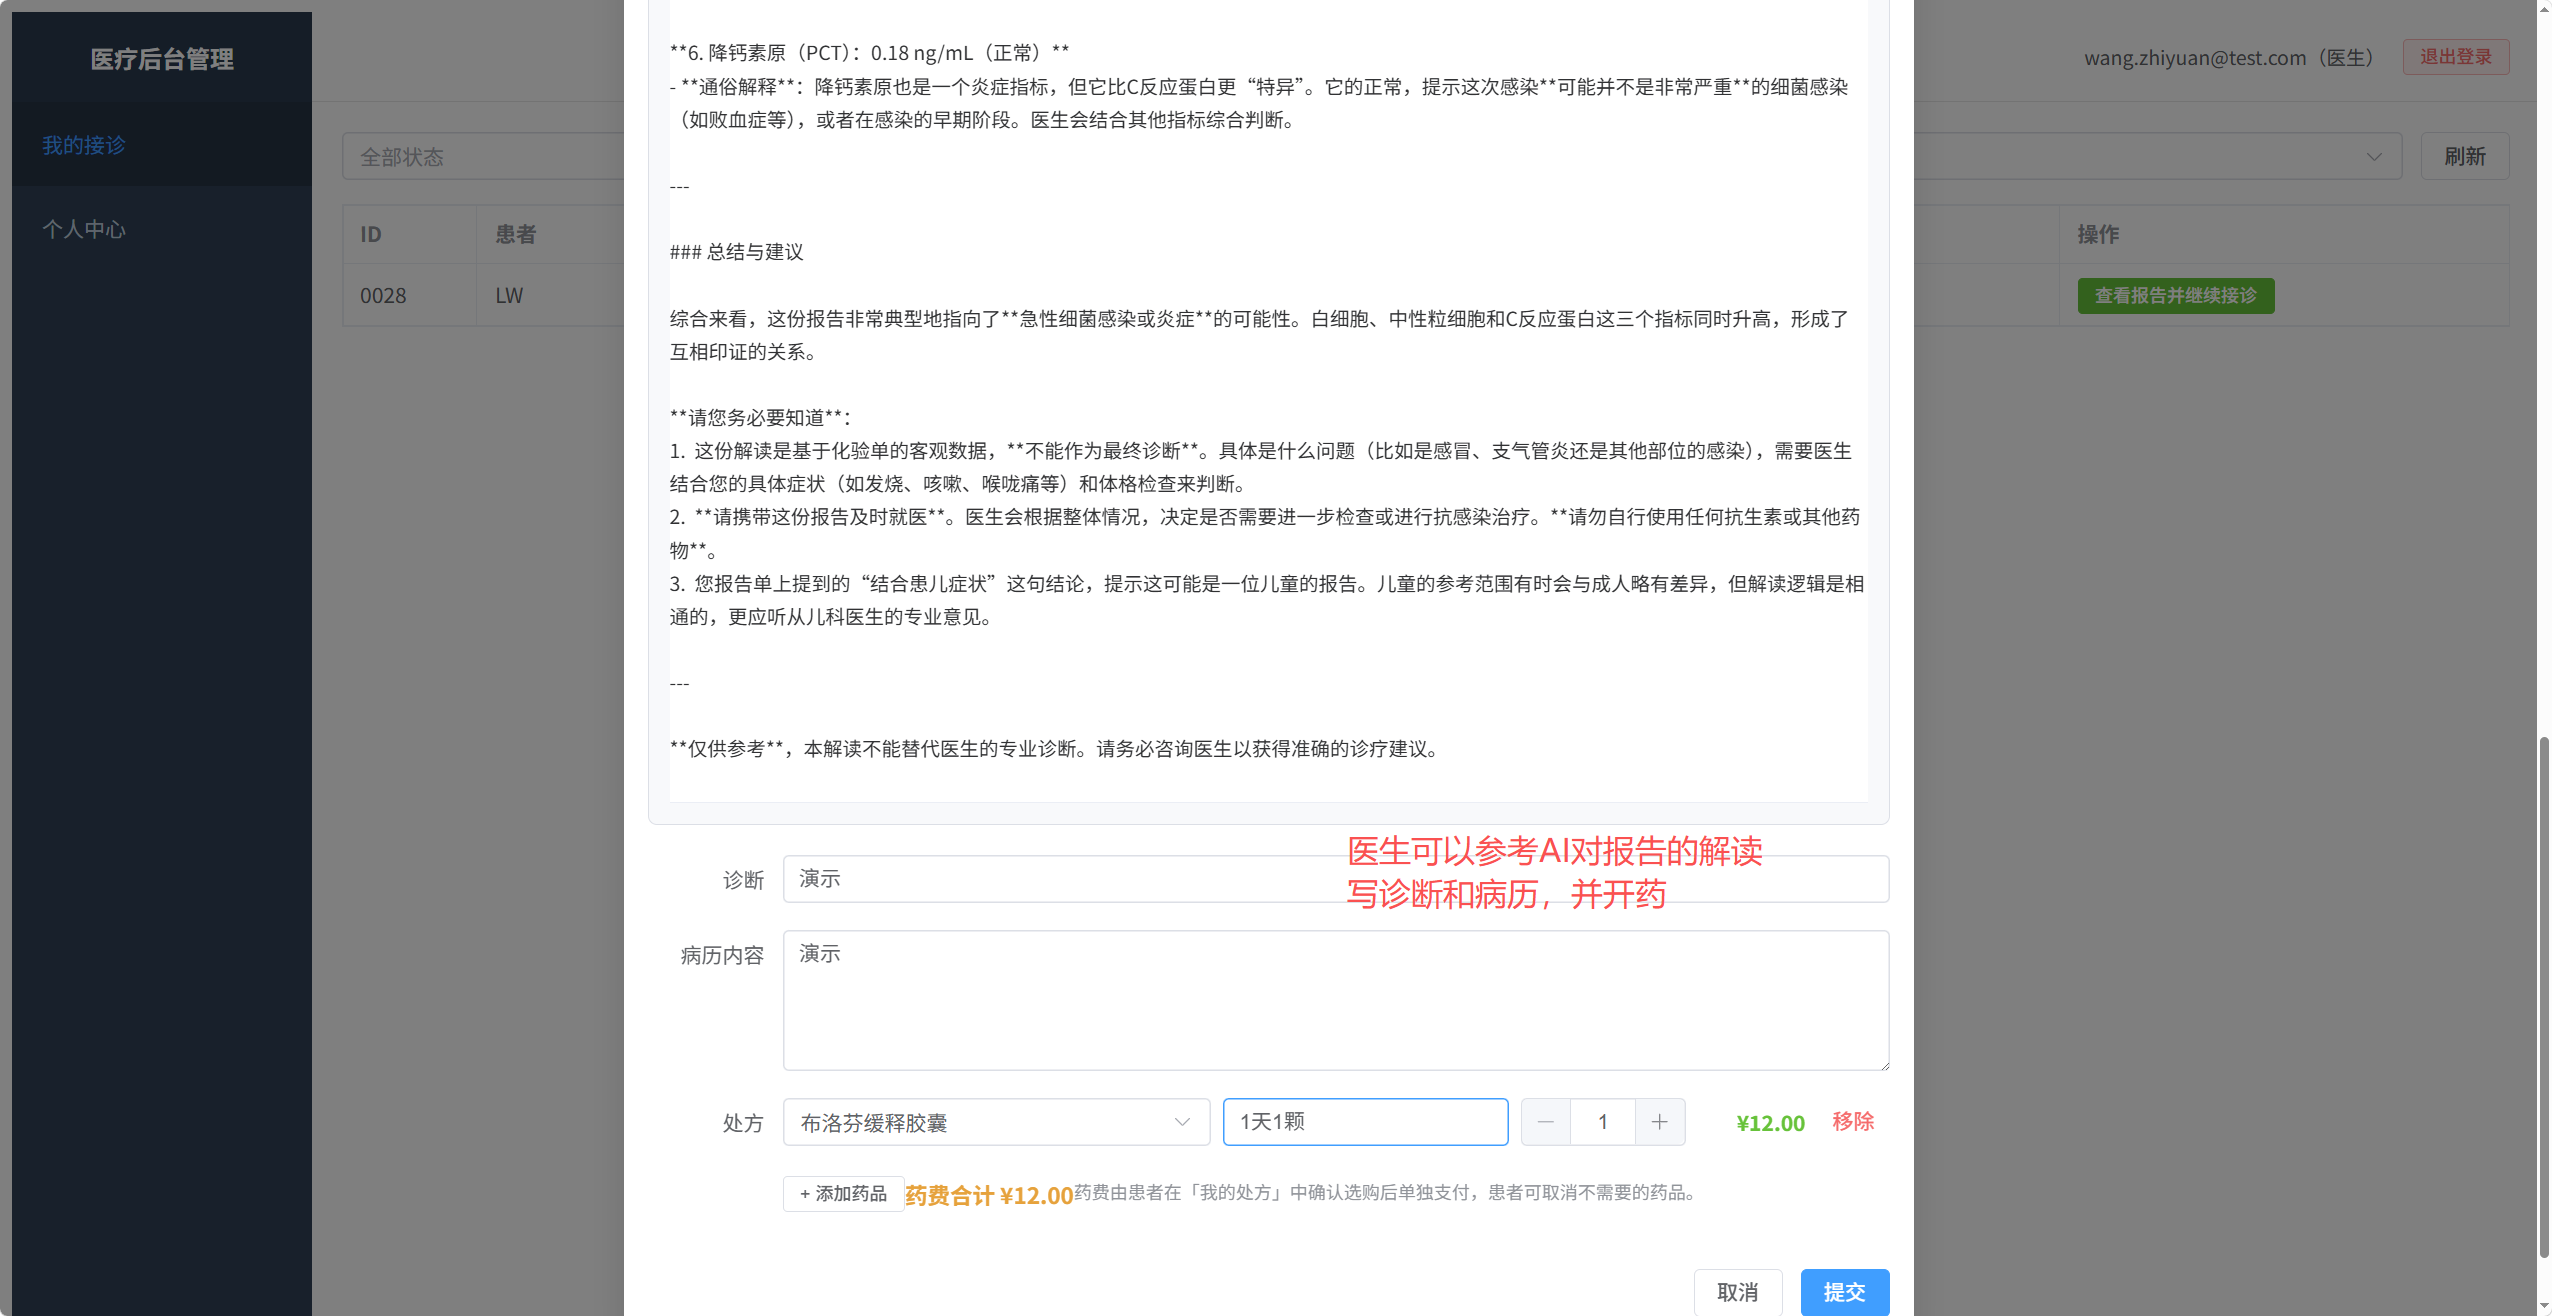 医疗后台管理
我的接诊
个人中心
wang.zhiyuan@test.com（医生）
退出登录
全部状态
刷新
ID
患者
操作
0028
LW
查看报告并继续接诊
**6. 降钙素原（PCT）：0.18 ng/mL（正常）**
- **通俗解释**：降钙素原也是一个炎症指标，但它比C反应蛋白更“特异”。它的正常，提示这次感染**可能并不是非常严重**的细菌感染
（如败血症等），或者在感染的早期阶段。医生会结合其他指标综合判断。
---
### 总结与建议
综合来看，这份报告非常典型地指向了**急性细菌感染或炎症**的可能性。白细胞、中性粒细胞和C反应蛋白这三个指标同时升高，形成了
互相印证的关系。
**请您务必要知道**：
1. 这份解读是基于化验单的客观数据，**不能作为最终诊断**。具体是什么问题（比如是感冒、支气管炎还是其他部位的感染），需要医生
结合您的具体症状（如发烧、咳嗽、喉咙痛等）和体格检查来判断。
2. **请携带这份报告及时就医**。医生会根据整体情况，决定是否需要进一步检查或进行抗感染治疗。**请勿自行使用任何抗生素或其他药
物**。
3. 您报告单上提到的“结合患儿症状”这句结论，提示这可能是一位儿童的报告。儿童的参考范围有时会与成人略有差异，但解读逻辑是相
通的，更应听从儿科医生的专业意见。
---
**仅供参考**，本解读不能替代医生的专业诊断。请务必咨询医生以获得准确的诊疗建议。
医生可以参考AI对报告的解读
写诊断和病历，并开药
诊断
演示
病历内容
演示
处方
布洛芬缓释胶囊
1天1颗
1
¥12.00
移除
+ 添加药品
药费合计 ¥12.00
药费由患者在「我的处方」中确认选购后单独支付，患者可取消不需要的药品。
取消
提交